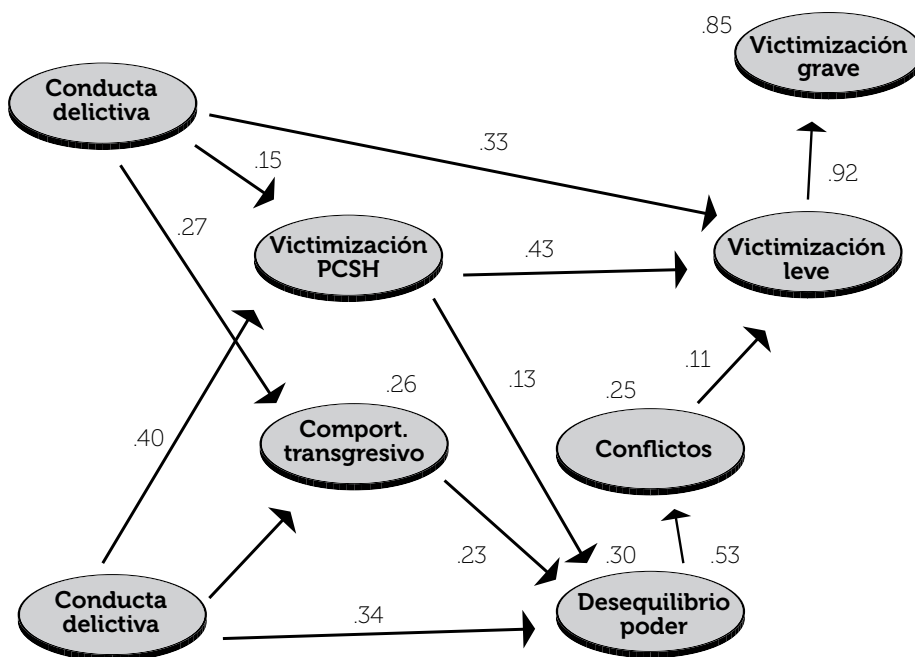 .85
Victimización
grave
Conducta
delictiva
.33
.15
.92
.27
Victimización
PCSH
.43
Victimización
leve
.11
.13
.26
.25
.40
Comport.
transgresivo
Conflictos
.23
.30
.53
Conducta
delictiva
.34
Desequilibrio
poder